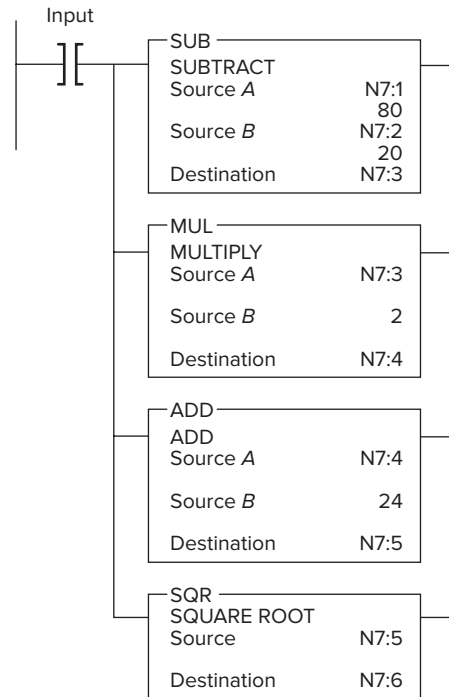 Input
SUB
SUBTRACT
Source A N7:1
80
Source B N7:2
20
Destination N7:3
MUL
MULTIPLY
Source A N7:3
Source B 2
Destination N7:4
ADD
ADD
Source A N7:4
Source B 24
Destination N7:5
SQR
SQUARE ROOT
Source N7:5
Destination N7:6